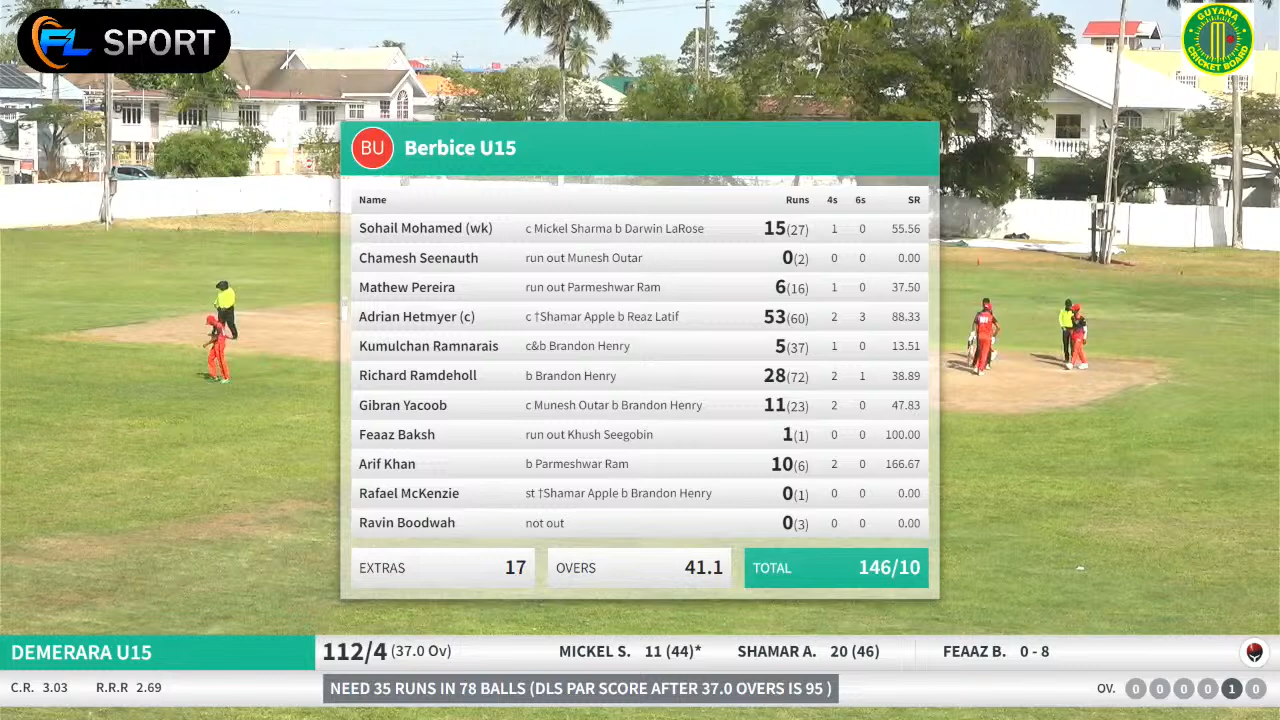 FL SPORT
GUYANA
CRICKET BOARD
BU Berbice U15
Name Runs 4s 6s SR
Sohail Mohamed (wk) c Mickel Sharma b Darwin LaRose 15(27) 1 0 55.56
Chamesh Seenauth run out Munesh Outar 0(2) 0 0 0.00
Mathew Pereira run out Parmeshwar Ram 6(16) 1 0 37.50
Adrian Hetmyer (c) c †Shamar Apple b Reaz Latif 53(60) 2 3 88.33
Kumulchan Ramnarais c&b Brandon Henry 5(37) 1 0 13.51
Richard Ramdeholl b Brandon Henry 28(72) 2 1 38.89
Gibran Yacoob c Munesh Outar b Brandon Henry 11(23) 2 0 47.83
Feaaz Baksh run out Khush Seegobin 1(1) 0 0 100.00
Arif Khan b Parmeshwar Ram 10(6) 2 0 166.67
Rafael McKenzie st †Shamar Apple b Brandon Henry 0(1) 0 0 0.00
Ravin Boodwah not out 0(3) 0 0 0.00
EXTRAS 17 OVERS 41.1 TOTAL 146/10
DEMERARA U15 112/4 (37.0 Ov) MICKEL S. 11 (44)* SHAMAR A. 20 (46) FEAAZ B. 0 - 8
C.R. 3.03 R.R.R 2.69 NEED 35 RUNS IN 78 BALLS (DLS PAR SCORE AFTER 37.0 OVERS IS 95 ) OV. 0 0 0 0 1 0